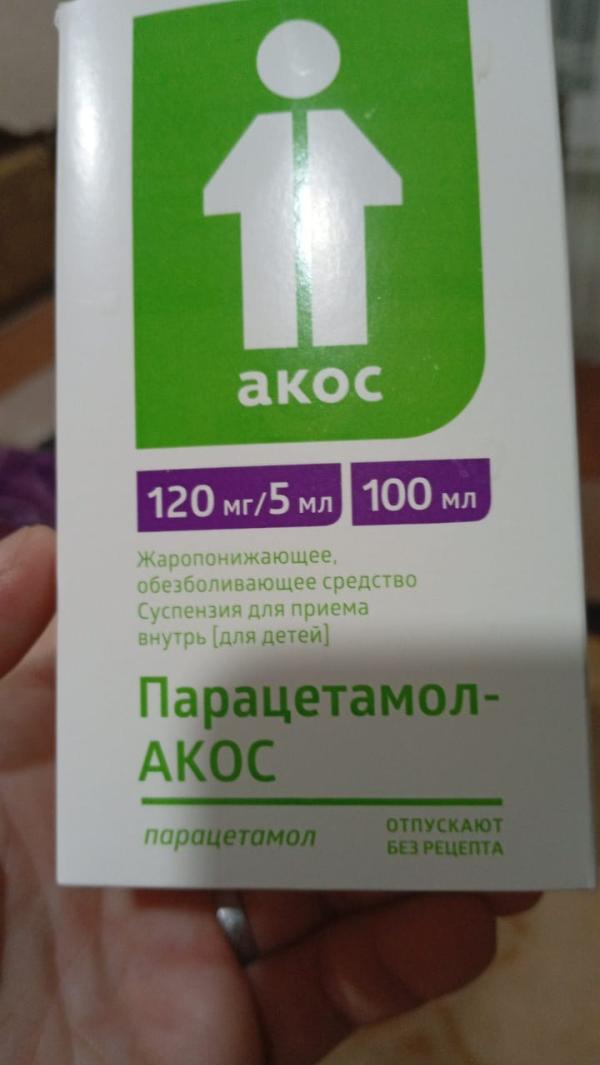 акос
120 мг/5 мл 100 мл
Жаропонижающее,
обезболивающее средство
Суспензия для приема
внутрь [для детей]
Парацетамол-
АКОС
парацетамол
ОТПУСКАЮТ
БЕЗ РЕЦЕПТА